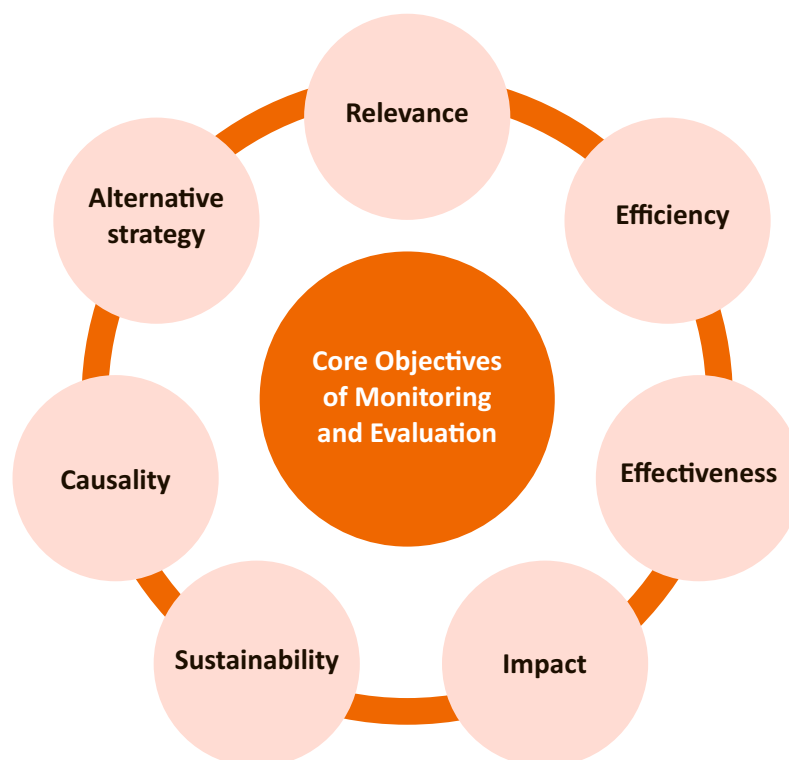 Relevance
Efficiency
Effectiveness
Impact
Sustainability
Causality
Alternative
strategy
Core Objectives
of Monitoring
and Evaluation